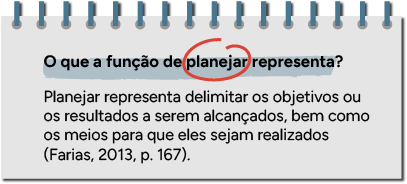 O que a função de planejar representa?
Planejar representa delimitar os objetivos ou
os resultados a serem alcançados, bem como
os meios para que eles sejam realizados
(Farias, 2013, p. 167).